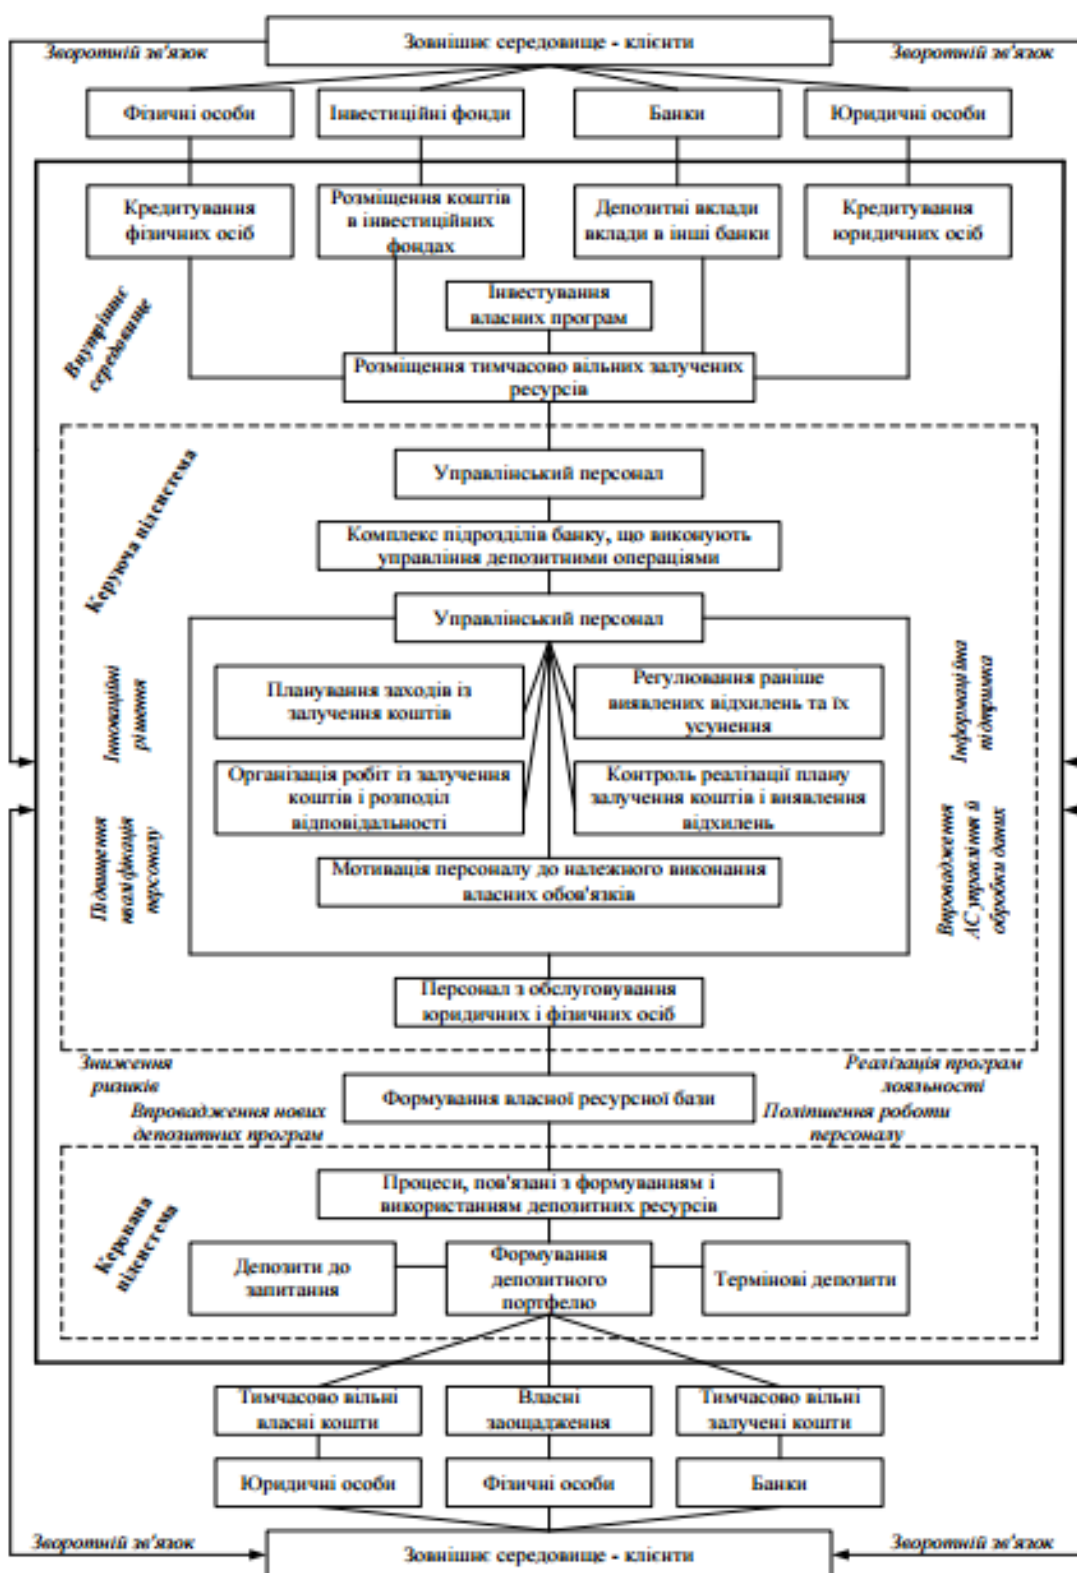 Зовнішнє середовище - клієнти
Зворотній зв'язок
Зворотній зв'язок
Фізичні особи
Інвестиційні фонди
Банки
Юридичні особи
Кредитування
фізичних осіб
Розміщення коштів
в інвестиційних
фондах
Депозитні вклади
вклади в інші банки
Кредитування
юридичних осіб
Внутрішнє
середовище
Інвестування
власних програм
Розміщення тимчасово вільних залучених
ресурсів
Керуюча підсистема
Управлінський персонал
Комплекс підрозділів банку, що виконують
управління депозитними операціями
Управлінський персонал
Інноваційні
рішення
Планування заходів із
залучення коштів
Регулювання раніше
виявлених відхилень та їх
усунення
Інформаційна
підтримка
Організація робіт із залучення
коштів і розподіл
відповідальності
Контроль реалізації плану
залучення коштів і виявлення
відхилень
Підвищення
кваліфікація
персоналу
Мотивація персоналу до належного виконання
власних обов'язків
Впровадження
АС управління й
обробки даних
Персонал з обслуговування
юридичних і фізичних осіб
Зниження
ризиків
Реалізація програм
лояльності
Формування власної ресурсної бази
Впровадження нових
депозитних програм
Поліпшення роботи
персоналу
Керована
підсистема
Процеси, пов'язані з формуванням і
використанням депозитних ресурсів
Депозити до
запитання
Формування
депозитного
портфелю
Термінові депозити
Тимчасово вільні
власні кошти
Власні
заощадження
Тимчасово вільні
залучені кошти
Юридичні особи
Фізичні особи
Банки
Зворотній зв'язок
Зовнішнє середовище - клієнти
Зворотній зв'язок